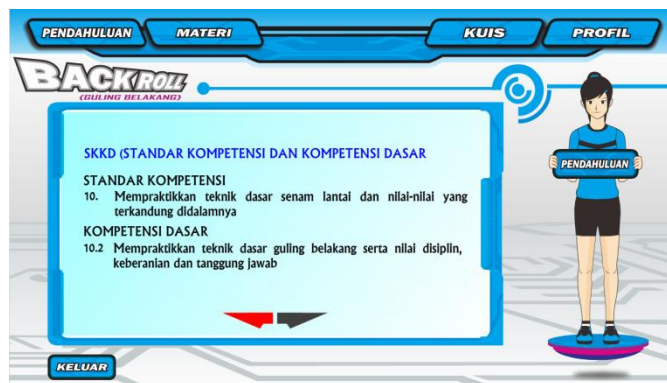 PENDAHULUAN
MATERI
KUIS
PROFIL
BACK ROLL
(GULING BELAKANG)
SKKD (STANDAR KOMPETENSI DAN KOMPETENSI DASAR
STANDAR KOMPETENSI
10. Mempraktikkan teknik dasar senam lantai dan nilai-nilai yang
terkandung didalamnya
KOMPETENSI DASAR
10.2 Mempraktikkan teknik dasar guling belakang serta nilai disiplin,
keberanian dan tanggung jawab
PENDAHULUAN
KELUAR